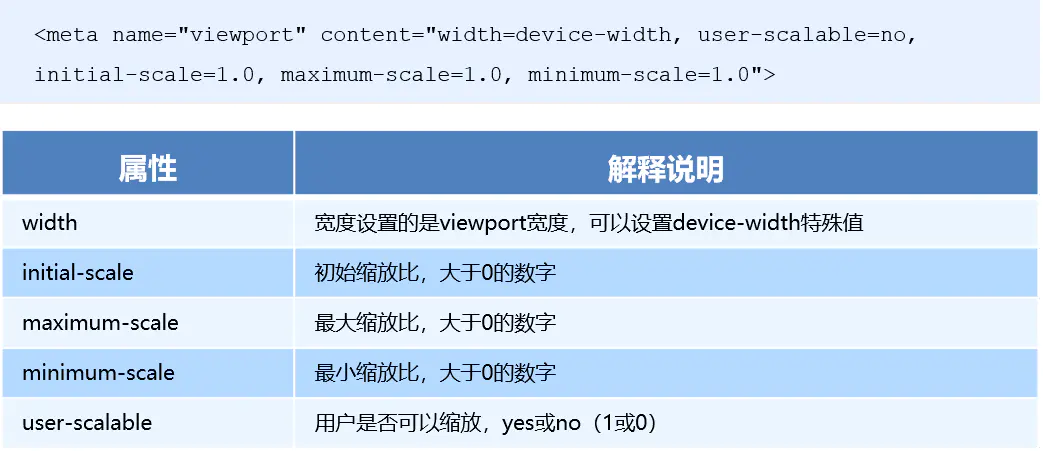 <meta name="viewport" content="width=device-width, user-scalable=no,
initial-scale=1.0, maximum-scale=1.0, minimum-scale=1.0">
属性 解释说明
width 宽度设置的是viewport宽度，可以设置device-width特殊值
initial-scale 初始缩放比，大于0的数字
maximum-scale 最大缩放比，大于0的数字
minimum-scale 最小缩放比，大于0的数字
user-scalable 用户是否可以缩放，yes或no（1或0）